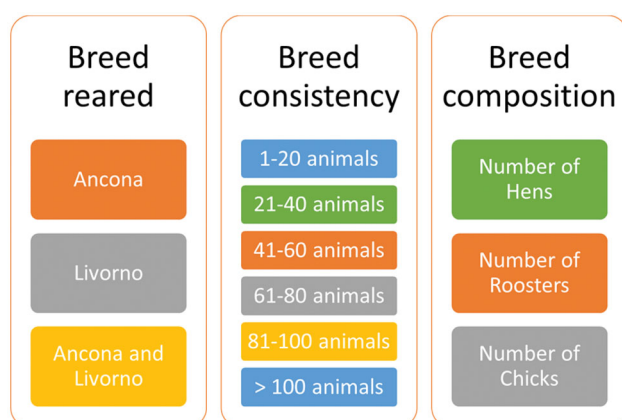 Breed
reared
Ancona
Livorno
Ancona and
Livorno
Breed
consistency
1-20 animals
21-40 animals
41-60 animals
61-80 animals
81-100 animals
> 100 animals
Breed
composition
Number of
Hens
Number of
Roosters
Number of
Chicks